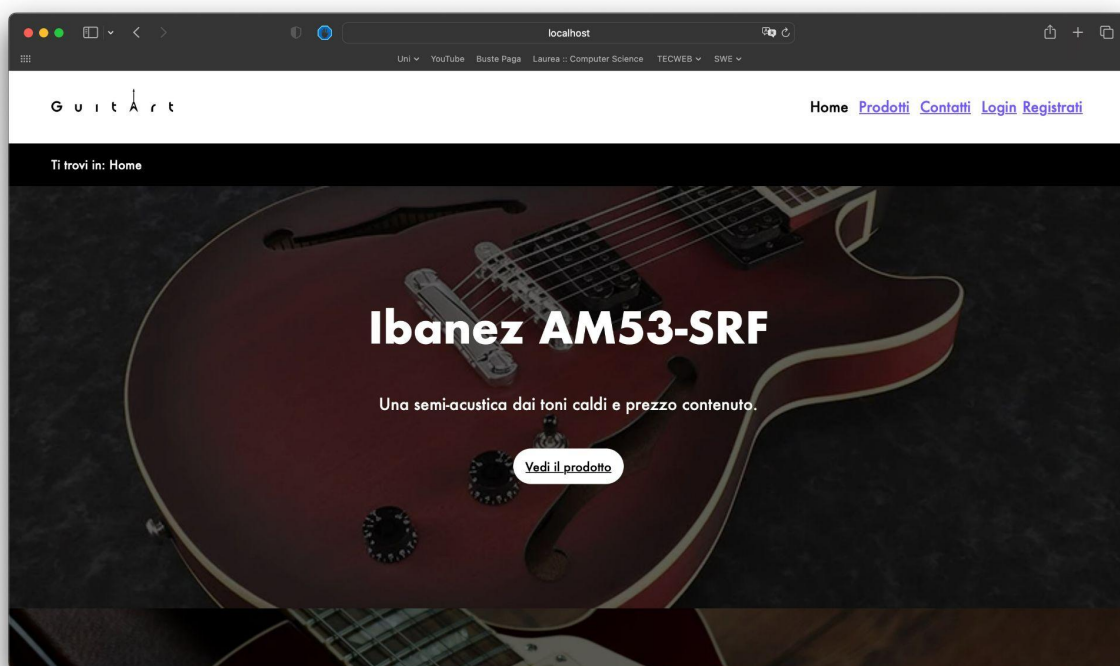 localhost
Uni YouTube Buste Paga Laurea :: Computer Science TECWEB SWE
GuitArt
Home Prodotti Contatti Login Registrati
Ti trovi in: Home
Ibanez AM53-SRF
Una semi-acustica dai toni caldi e prezzo contenuto.
Vedi il prodotto